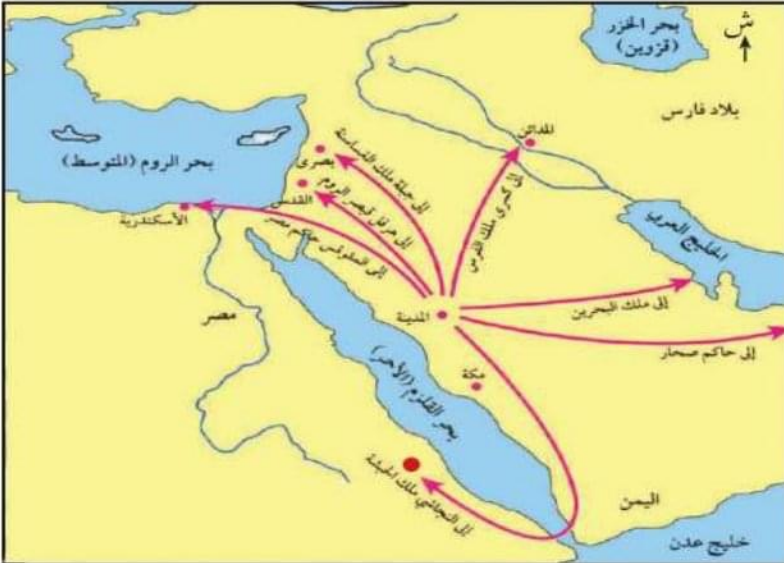 ش
بحر الخزر
(قزوين)
بلاد فارس
المدائن
بحر الروم (المتوسط)
بصرى
القدس
الأسكندرية
إلى جبلة ملك الغساسنة
إلى هرقل قيصر الروم
إلى المقوقس حاكم مصر
إلى كسرى ملك الفرس
الخليج العربي
المدينة
إلى ملك البحرين
إلى حاكم صحار
مصر
مكة
بحر القلزم (الأحمر)
إلى النجاشي ملك الحبشة
اليمن
خليج عدن